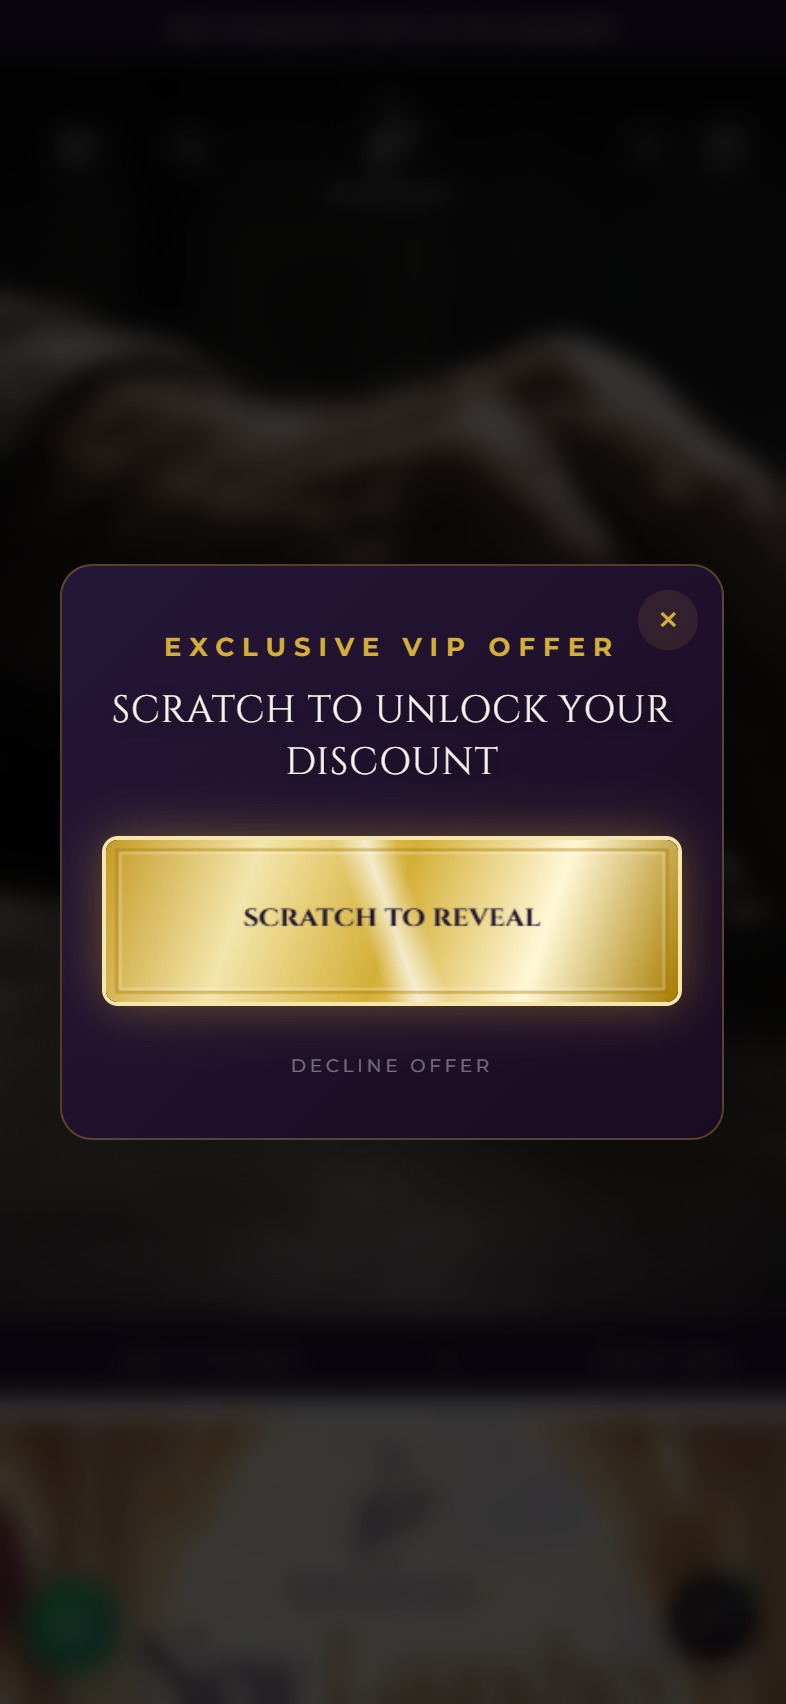 EXCLUSIVE VIP OFFER
SCRATCH TO UNLOCK YOUR
DISCOUNT
SCRATCH TO REVEAL
DECLINE OFFER